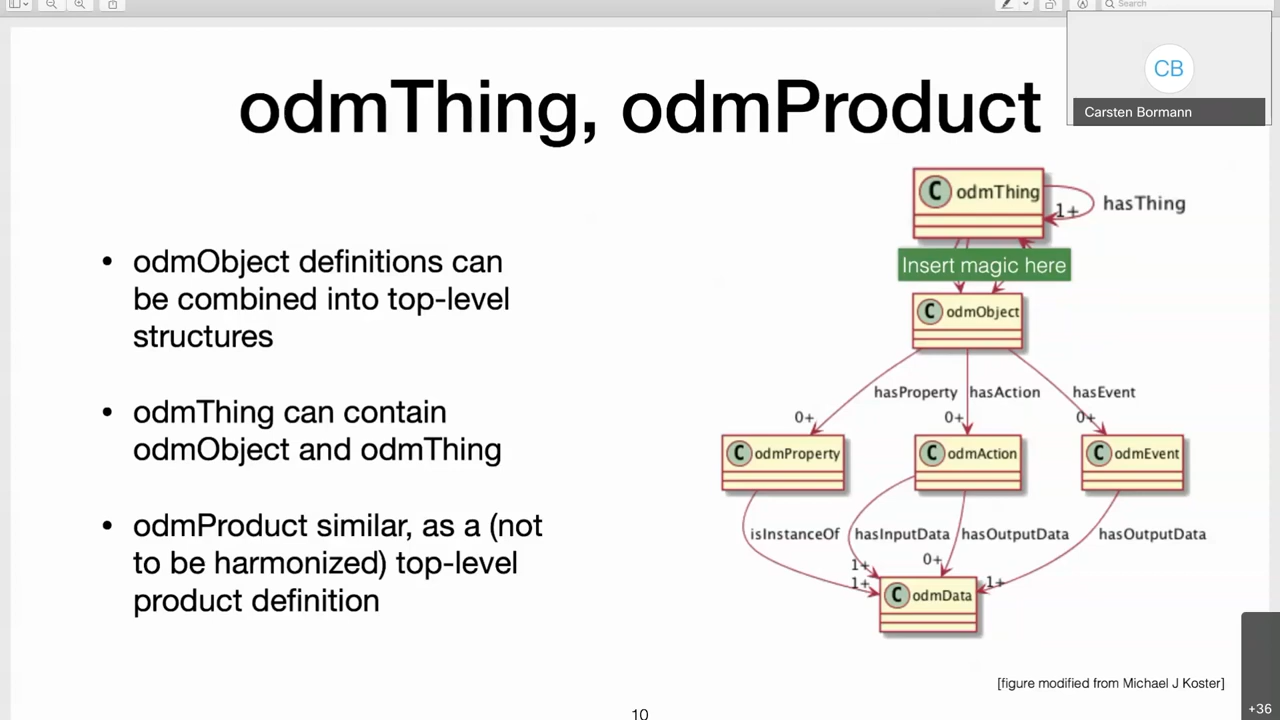 Search
CB
Carsten Bormann
odmThing, odmProduct
• odmObject definitions can
be combined into top-level
structures
• odmThing can contain
odmObject and odmThing
• odmProduct similar, as a (not
to be harmonized) top-level
product definition
C odmThing
1+
hasThing
Insert magic here
C odmObject
hasProperty
hasAction
hasEvent
0+
0+
0+
C odmProperty
C odmAction
C odmEvent
isInstanceOf
hasInputData
hasOutputData
hasOutputData
1+
1+
0+
1+
C odmData
[figure modified from Michael J Koster]
10
+36